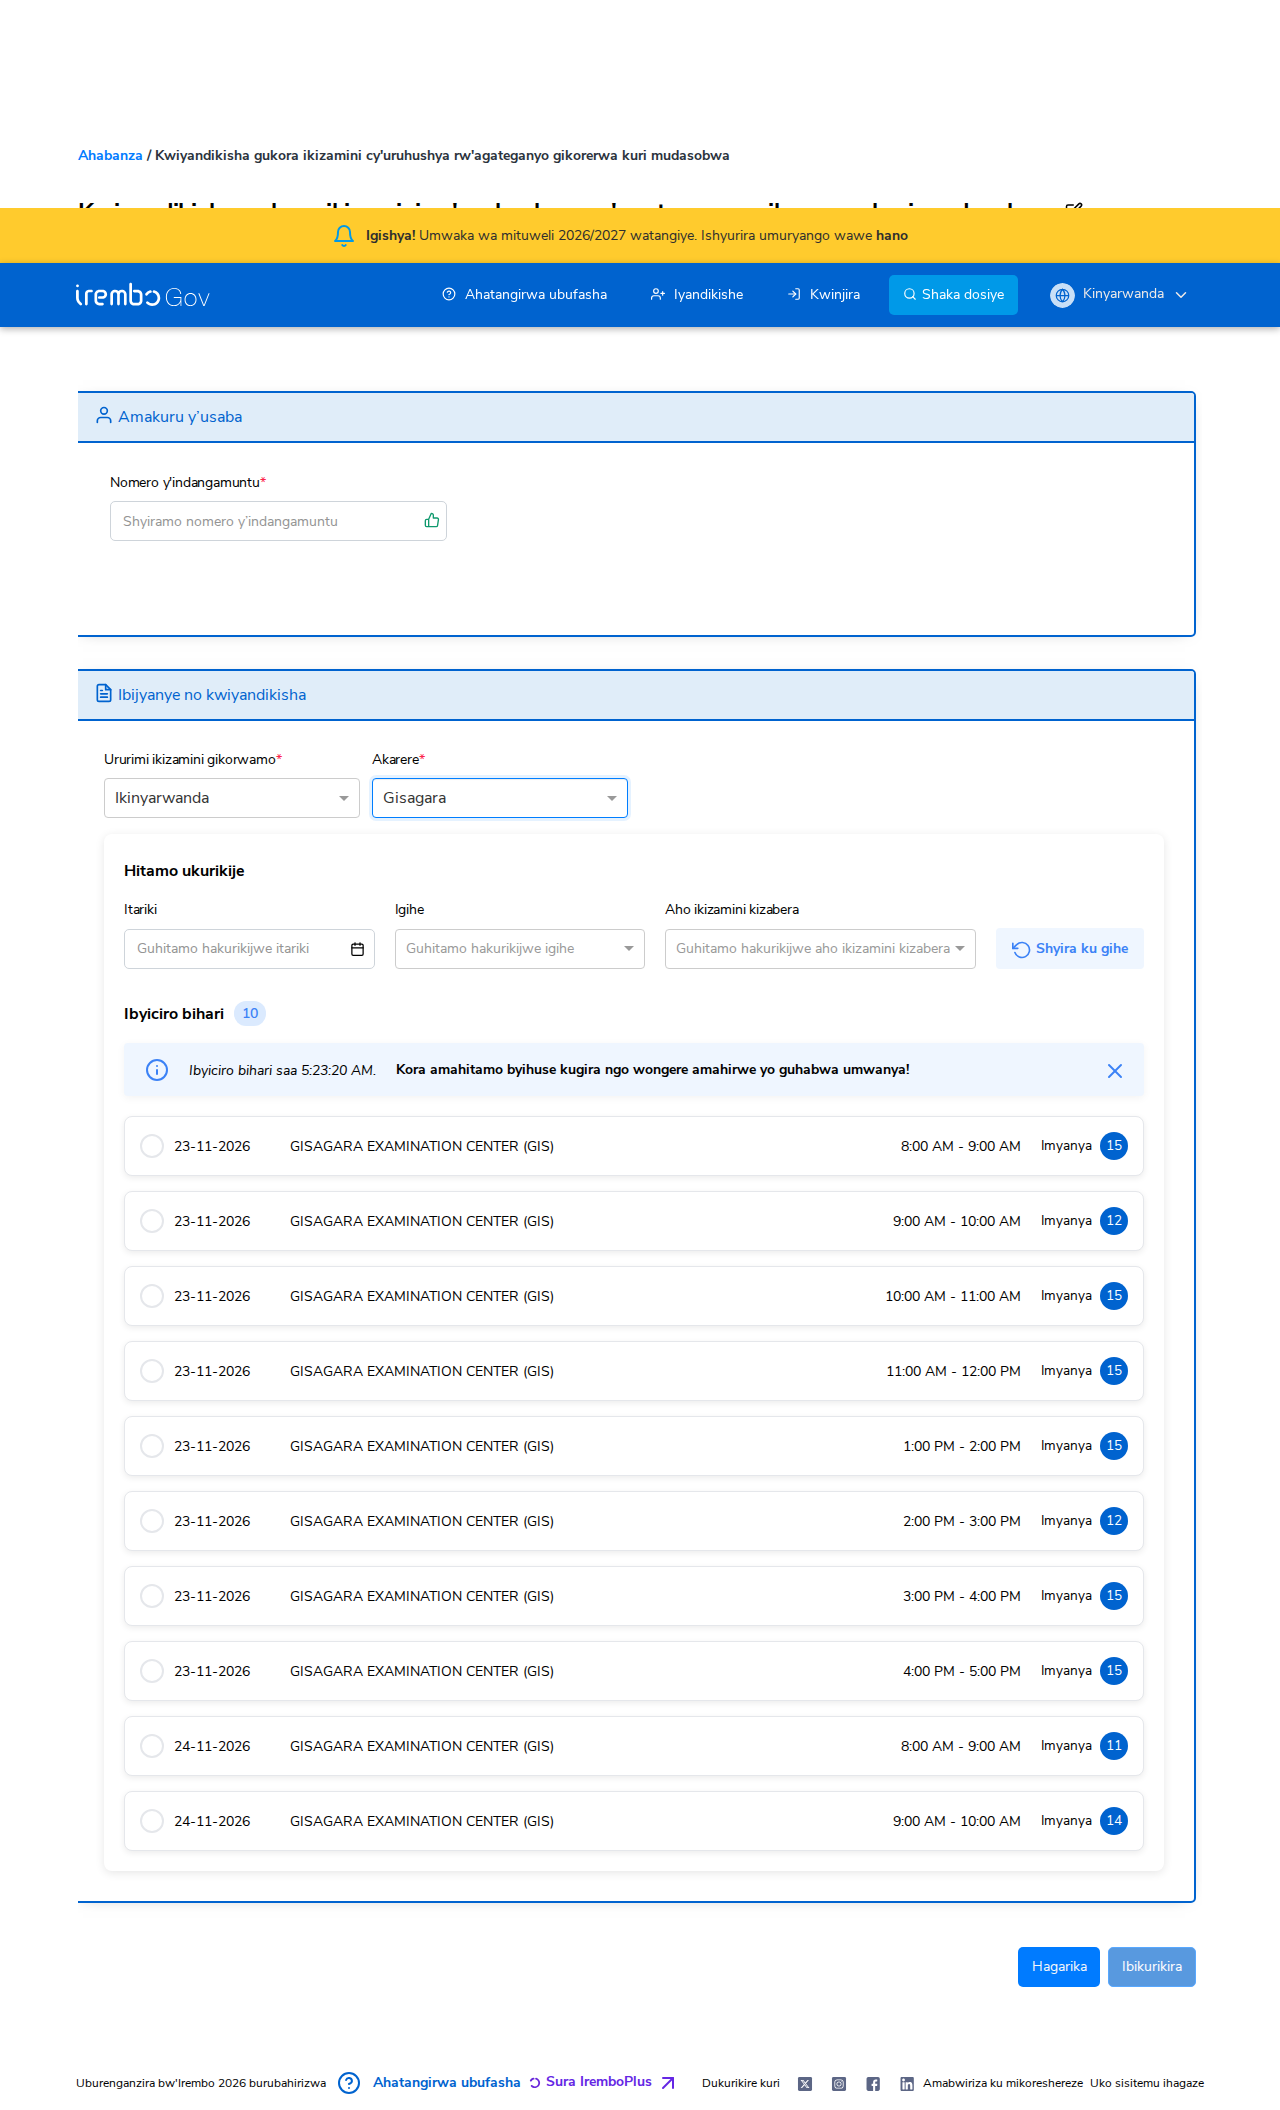 Ahabanza / Kwiyandikisha gukora ikizamini cy'uruhushya rw'agateganyo gikorerwa kuri mudasobwa
Igishya! Umwaka wa mituweli 2026/2027 watangiye. Ishyurira umuryango wawe hano
irembo Gov
Ahatangirwa ubufasha
Iyandikishe
Kwinjira
Shaka dosiye
Kinyarwanda
Amakuru y'usaba
Nomero y'indangamuntu*
Shyiramo nomero y'indangamuntu
Ibijyanye no kwiyandikisha
Ururimi ikizamini gikorwamo* Akarere*
Ikinyarwanda Gisagara
Hitamo ukurikije
Itariki Igihe Aho ikizamini kizabera
Guhitamo hakurikijwe itariki Guhitamo hakurikijwe igihe Guhitamo hakurikijwe aho ikizamini kizabera Shyira ku gihe
Ibyiciro bihari 10
Ibyiciro bihari saa 5:23:20 AM. Kora amahitamo byihuse kugira ngo wongere amahirwe yo guhabwa umwanya!
23-11-2026 GISAGARA EXAMINATION CENTER (GIS) 8:00 AM - 9:00 AM Imyanya 15
23-11-2026 GISAGARA EXAMINATION CENTER (GIS) 9:00 AM - 10:00 AM Imyanya 12
23-11-2026 GISAGARA EXAMINATION CENTER (GIS) 10:00 AM - 11:00 AM Imyanya 15
23-11-2026 GISAGARA EXAMINATION CENTER (GIS) 11:00 AM - 12:00 PM Imyanya 15
23-11-2026 GISAGARA EXAMINATION CENTER (GIS) 1:00 PM - 2:00 PM Imyanya 15
23-11-2026 GISAGARA EXAMINATION CENTER (GIS) 2:00 PM - 3:00 PM Imyanya 12
23-11-2026 GISAGARA EXAMINATION CENTER (GIS) 3:00 PM - 4:00 PM Imyanya 15
23-11-2026 GISAGARA EXAMINATION CENTER (GIS) 4:00 PM - 5:00 PM Imyanya 15
24-11-2026 GISAGARA EXAMINATION CENTER (GIS) 8:00 AM - 9:00 AM Imyanya 11
24-11-2026 GISAGARA EXAMINATION CENTER (GIS) 9:00 AM - 10:00 AM Imyanya 14
Hagarika Ibikurikira
Uburenganzira bw'Irembo 2026 burubahirizwa Ahatangirwa ubufasha Sura IremboPlus Dukurikire kuri Amabwiriza ku mikoreshereze Uko sisitemu ihagaze